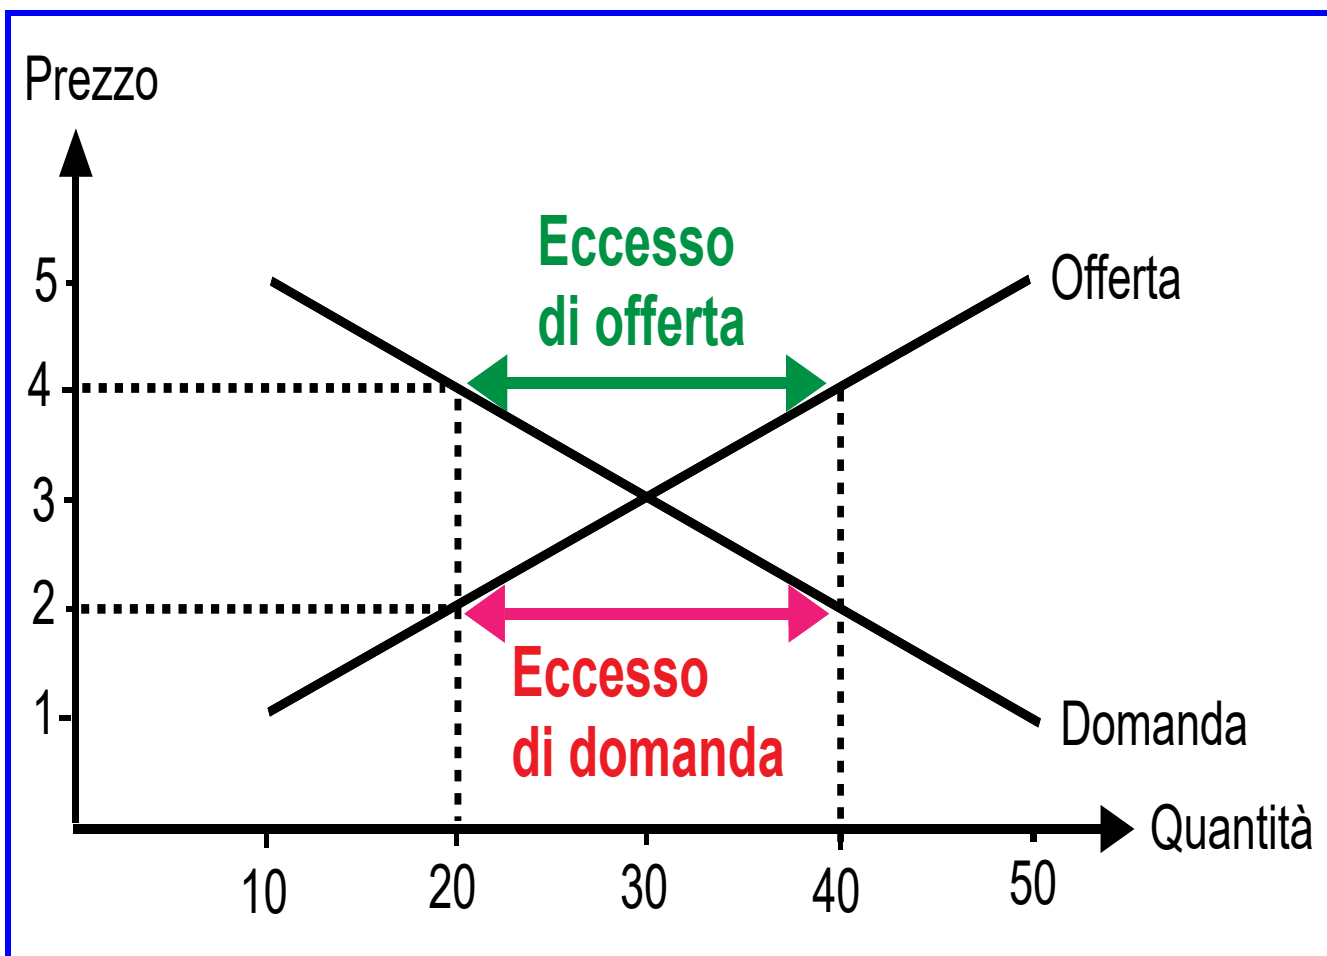 Prezzo
Eccesso
di offerta
Offerta
5
4
3
2
1
Eccesso
di domanda
Domanda
Quantità
10
20
30
40
50